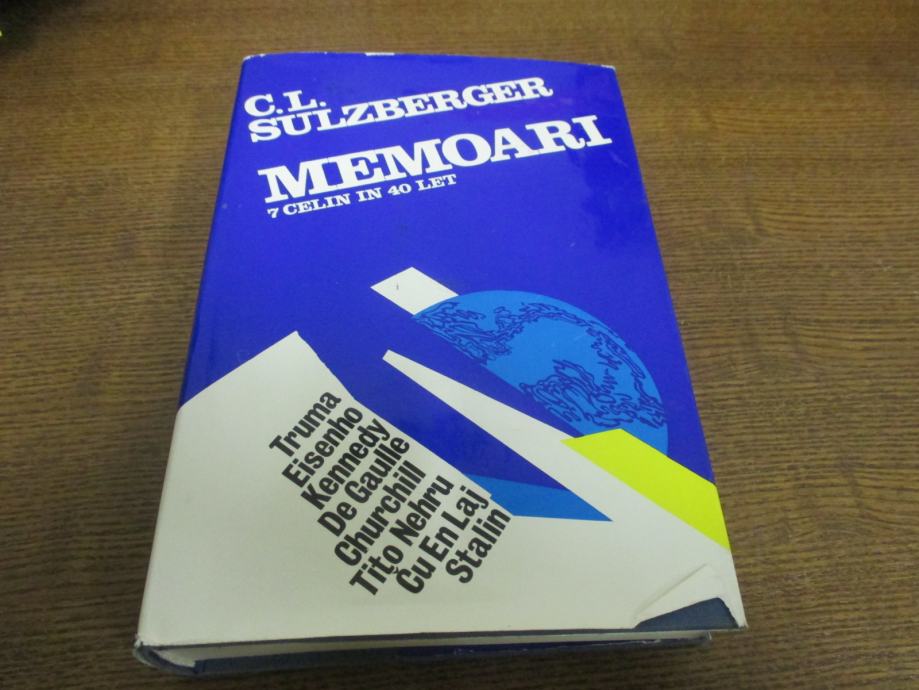 C.L.
SULZBERGER
MEMOARI
7 CELIN IN 40 LET
Truma
Eisenho
Kennedy
De Gaulle
Churchill
Tito Nehru
Ču En Laj
Stalin